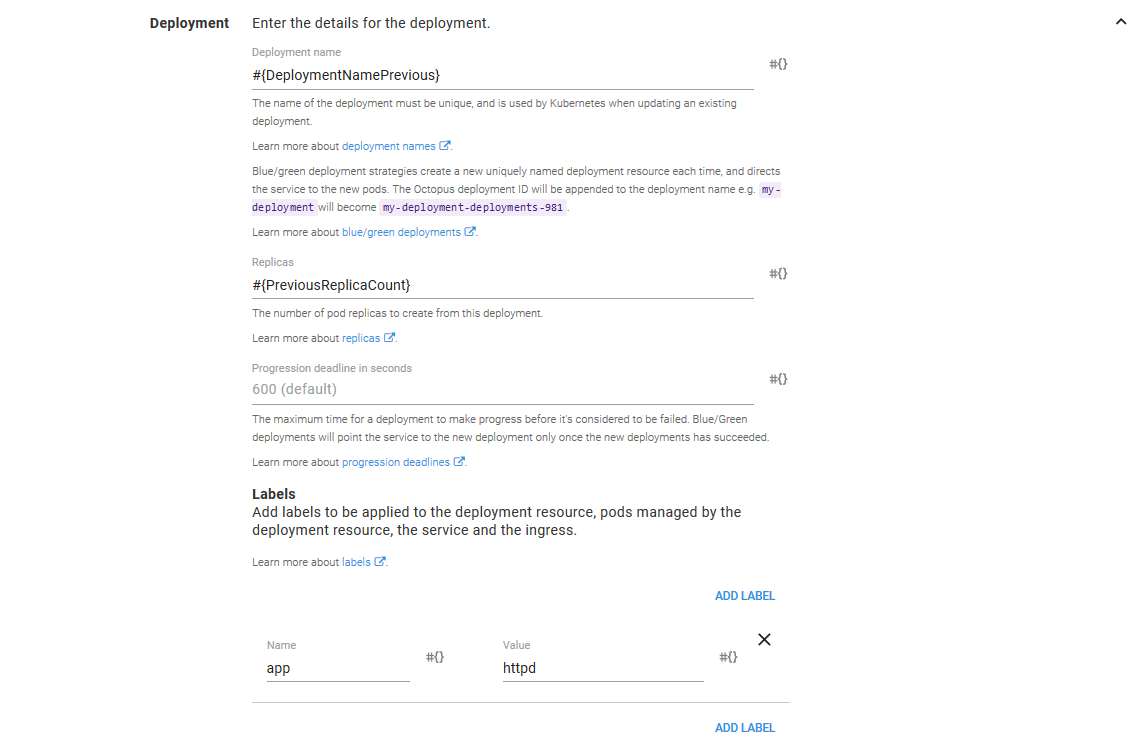 Deployment Enter the details for the deployment.
Deployment name
#{DeploymentNamePrevious}
#{}
The name of the deployment must be unique, and is used by Kubernetes when updating an existing
deployment.
Learn more about deployment names.
Blue/green deployment strategies create a new uniquely named deployment resource each time, and directs
the service to the new pods. The Octopus deployment ID will be appended to the deployment name e.g. my-
deployment will become my-deployment-deployments-981.
Learn more about blue/green deployments.
Replicas
#{PreviousReplicaCount}
#{}
The number of pod replicas to create from this deployment.
Learn more about replicas.
Progression deadline in seconds
600 (default)
#{}
The maximum time for a deployment to make progress before it's considered to be failed. Blue/Green
deployments will point the service to the new deployment only once the new deployments has succeeded.
Learn more about progression deadlines.
Labels
Add labels to be applied to the deployment resource, pods managed by the
deployment resource, the service and the ingress.
Learn more about labels.
ADD LABEL
Name
app
#{}
Value
httpd
#{}
ADD LABEL